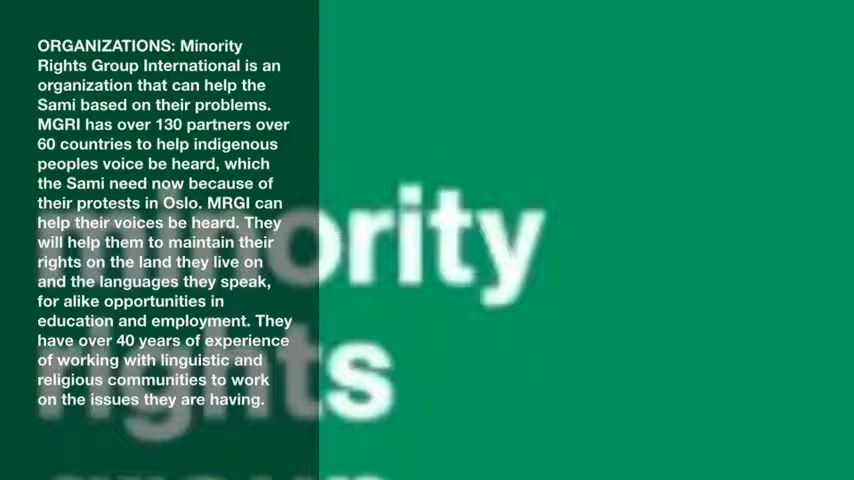 ORGANIZATIONS: Minority
Rights Group International is an
organization that can help the
Sami based on their problems.
MGRI has over 130 partners over
60 countries to help indigenous
peoples voice be heard, which
the Sami need now because of
their protests in Oslo. MRGI can
help their voices be heard. They
will help them to maintain their
rights on the land they live on
and the languages they speak,
for alike opportunities in
education and employment. They
have over 40 years of experience
of working with linguistic and
religious communities to work
on the issues they are having.
minority
rights
group